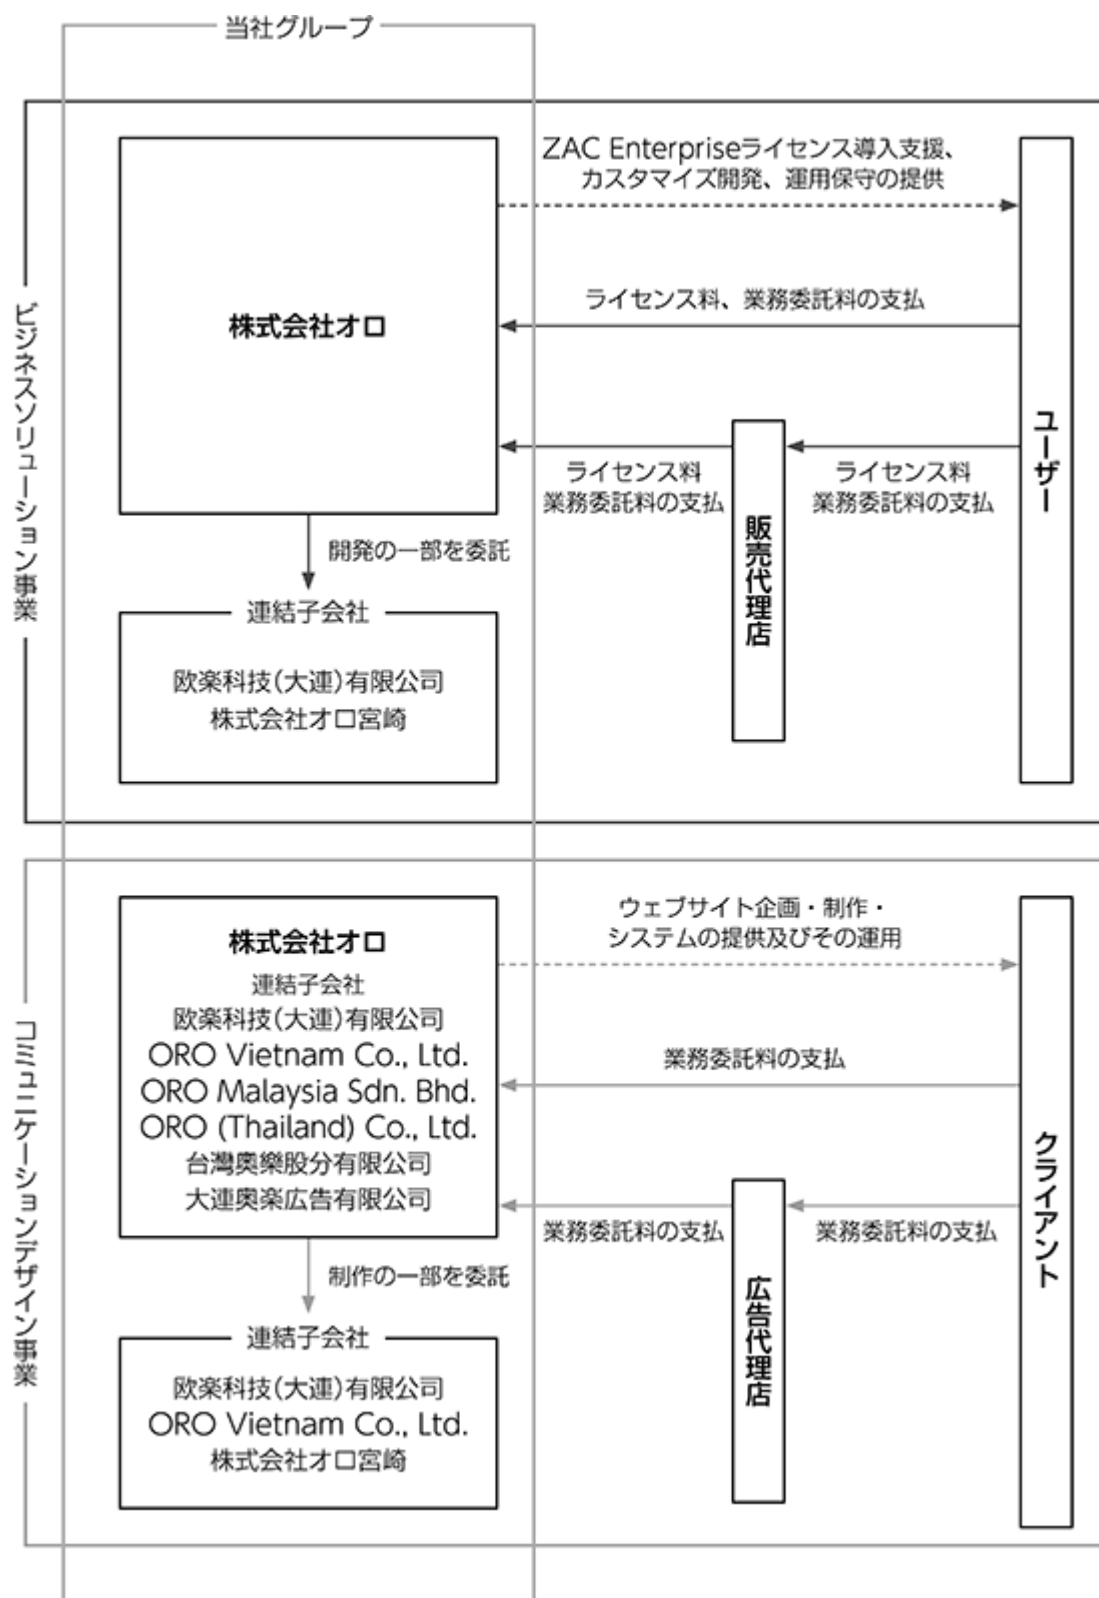 当社グループ
ビジネスソリューション事業
株式会社オロ
ZAC Enterpriseライセンス導入支援、
カスタマイズ開発、運用保守の提供
ライセンス料、業務委託料の支払
ライセンス料
業務委託料の支払
ライセンス料
業務委託料の支払
販売代理店
ユーザー
開発の一部を委託
連結子会社
欧楽科技(大連)有限公司
株式会社オロ宮崎
コミュニケーションデザイン事業
株式会社オロ
連結子会社
欧楽科技(大連)有限公司
ORO Vietnam Co., Ltd.
ORO Malaysia Sdn. Bhd.
ORO (Thailand) Co., Ltd.
台灣奥樂股分有限公司
大連奥楽広告有限公司
ウェブサイト企画・制作・
システムの提供及びその運用
業務委託料の支払
業務委託料の支払
業務委託料の支払
広告代理店
クライアント
制作の一部を委託
連結子会社
欧楽科技(大連)有限公司
ORO Vietnam Co., Ltd.
株式会社オロ宮崎